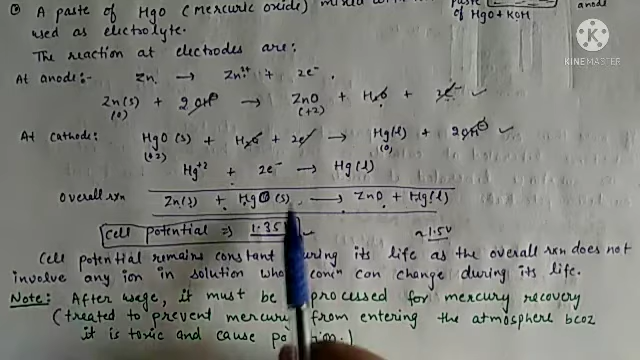 A paste of HgO (Mercuric oxide) mixed with
used as electrolyte.
paste
of HgO + KOH
anode
The reaction at electrodes are:
At anode:- Zn → Zn²⁺ + 2e⁻
Zn(s) + 2OH⁻ → ZnO + H₂O + 2e⁻
(0) (+2)
At cathode: HgO(s) + H₂O + 2e⁻ → Hg(l) + 2OH⁻
(+2) (0)
Hg⁺² + 2e⁻ → Hg(l)
Overall rxn Zn(s) + HgO(s) → ZnO + Hg(l)
Cell potential ⇒ 1.35 ~1.5V
Cell potential remains constant during its life as the overall rxn does not
involve any ion in solution whose concⁿ can change during its life.
Note: After usage, it must be processed for mercury recovery
(treated to prevent mercury from entering the atmosphere bcoz
it is toxic and cause
KINEMASTER